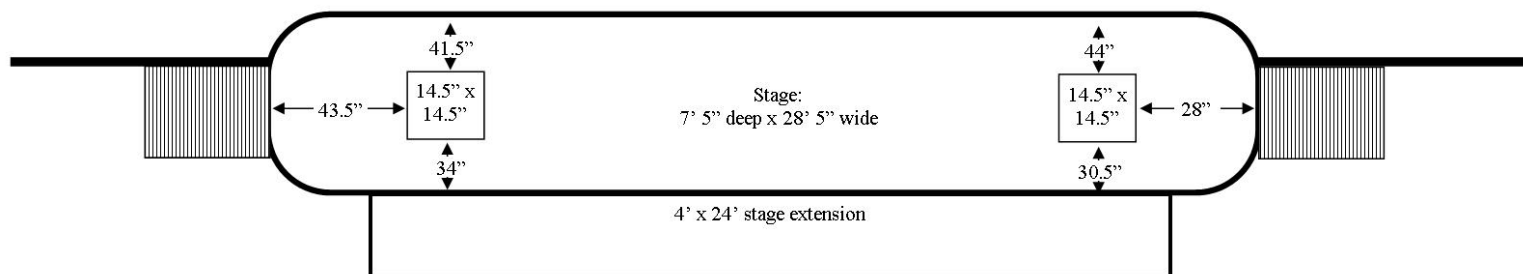 41.5”
44”
14.5” x
14.5”
Stage:
7’ 5” deep x 28’ 5” wide
14.5” x
14.5”
43.5”
28”
34”
30.5”
4’ x 24’ stage extension